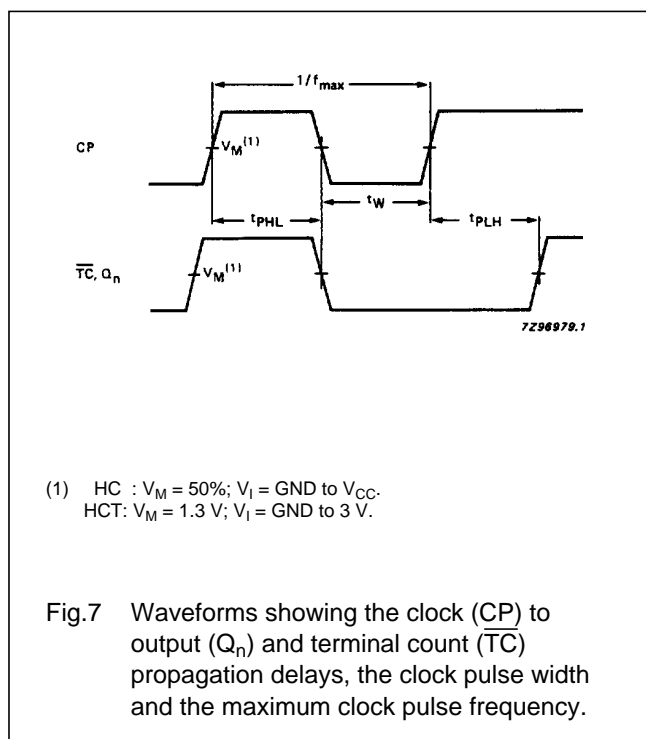 1/fmax
CP
VM(1)
tW
tPHL
tPLH
T̅C̅, Qn
VM(1)
7Z96979.1
(1) HC : VM = 50%; VI = GND to VCC.
HCT: VM = 1.3 V; VI = GND to 3 V.
Fig.7 Waveforms showing the clock (CP) to
output (Qn) and terminal count (T̅C̅)
propagation delays, the clock pulse width
and the maximum clock pulse frequency.